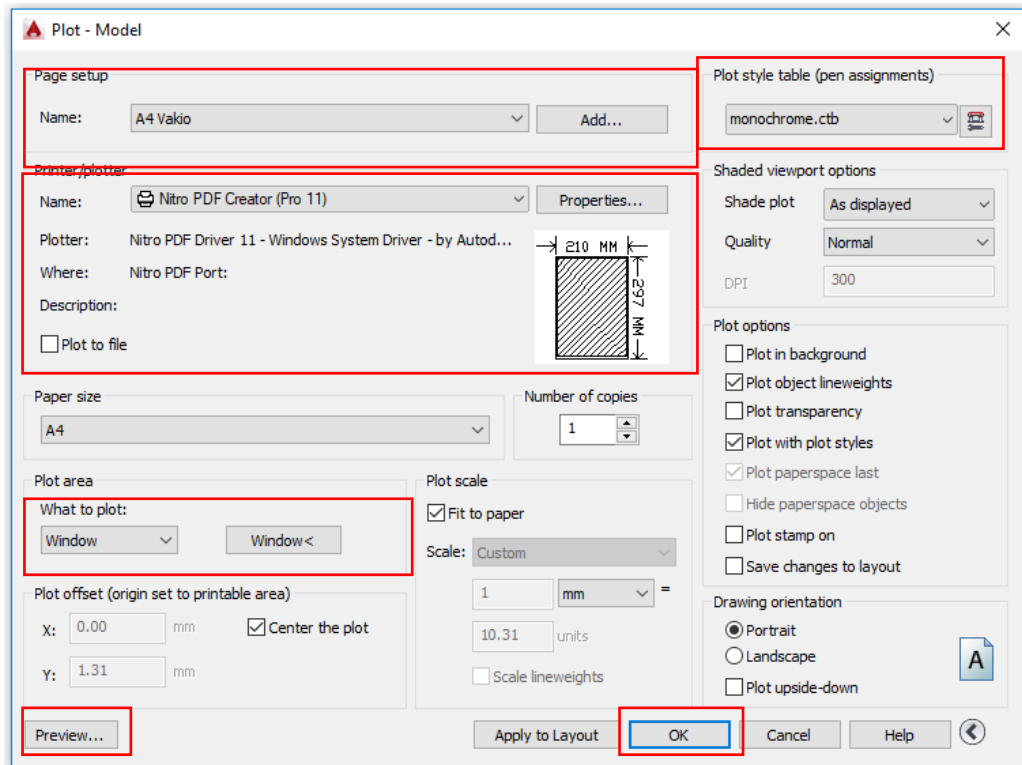 Plot - Model
Page setup
Name: A4 Vakio Add...
Printer/plotter
Name: Nitro PDF Creator (Pro 11) Properties...
Plotter: Nitro PDF Driver 11 - Windows System Driver - by Autod...
Where: Nitro PDF Port:
Description:
Plot to file
210 MM
297 MM
Paper size
A4
Number of copies
1
Plot area
What to plot:
Window Window<
Plot offset (origin set to printable area)
X: 0.00 mm Center the plot
Y: 1.31 mm
Plot scale
Fit to paper
Scale: Custom
1 mm =
10.31 units
Scale lineweights
Plot style table (pen assignments)
monochrome.ctb
Shaded viewport options
Shade plot As displayed
Quality Normal
DPI 300
Plot options
Plot in background
Plot object lineweights
Plot transparency
Plot with plot styles
Plot paperspace last
Hide paperspace objects
Plot stamp on
Save changes to layout
Drawing orientation
Portrait
Landscape
Plot upside-down
A
Preview... Apply to Layout OK Cancel Help